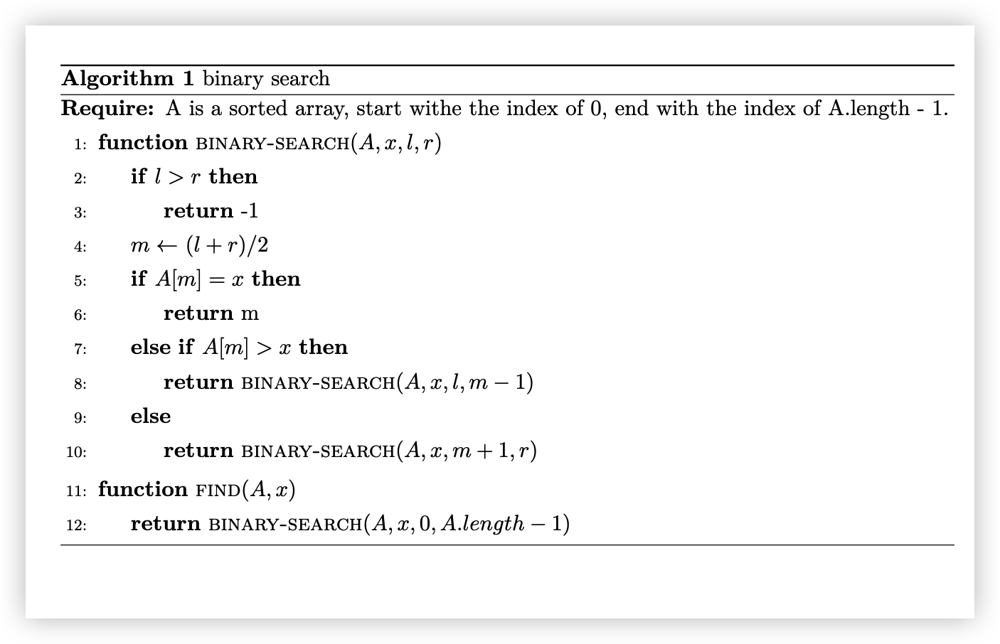 Algorithm 1 binary search
Require: A is a sorted array, start withe the index of 0, end with the index of A.length - 1.
1: function BINARY-SEARCH(A, x, l, r)
2: if l > r then
3: return -1
4: m ← (l + r)/2
5: if A[m] = x then
6: return m
7: else if A[m] > x then
8: return BINARY-SEARCH(A, x, l, m − 1)
9: else
10: return BINARY-SEARCH(A, x, m + 1, r)
11: function FIND(A, x)
12: return BINARY-SEARCH(A, x, 0, A.length − 1)